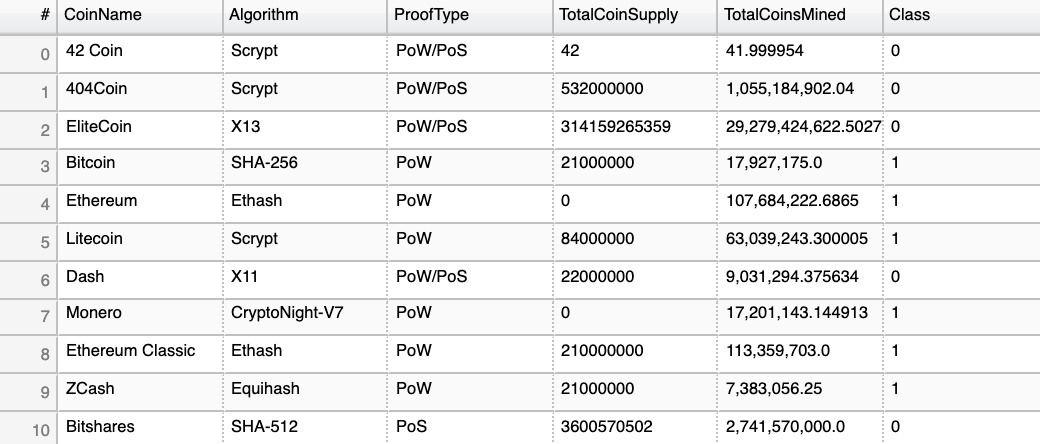 # CoinName Algorithm ProofType TotalCoinSupply TotalCoinsMined Class
0 42 Coin Scrypt PoW/PoS 42 41.999954 0
1 404Coin Scrypt PoW/PoS 532000000 1,055,184,902.04 0
2 EliteCoin X13 PoW/PoS 314159265359 29,279,424,622.5027 0
3 Bitcoin SHA-256 PoW 21000000 17,927,175.0 1
4 Ethereum Ethash PoW 0 107,684,222.6865 1
5 Litecoin Scrypt PoW 84000000 63,039,243.300005 1
6 Dash X11 PoW/PoS 22000000 9,031,294.375634 0
7 Monero CryptoNight-V7 PoW 0 17,201,143.144913 1
8 Ethereum Classic Ethash PoW 210000000 113,359,703.0 1
9 ZCash Equihash PoW 21000000 7,383,056.25 1
10 Bitshares SHA-512 PoS 3600570502 2,741,570,000.0 0